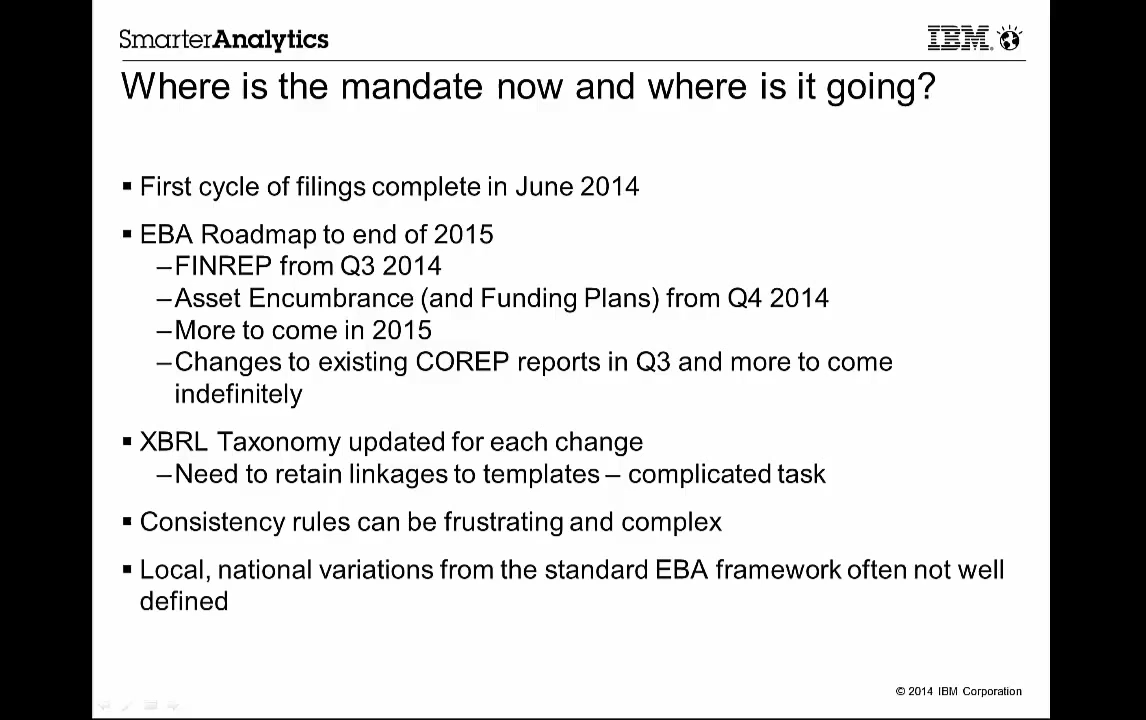 SmarterAnalytics
IBM
Where is the mandate now and where is it going?
▪ First cycle of filings complete in June 2014
▪ EBA Roadmap to end of 2015
–FINREP from Q3 2014
–Asset Encumbrance (and Funding Plans) from Q4 2014
–More to come in 2015
–Changes to existing COREP reports in Q3 and more to come
indefinitely
▪ XBRL Taxonomy updated for each change
–Need to retain linkages to templates – complicated task
▪ Consistency rules can be frustrating and complex
▪ Local, national variations from the standard EBA framework often not well
defined
© 2014 IBM Corporation